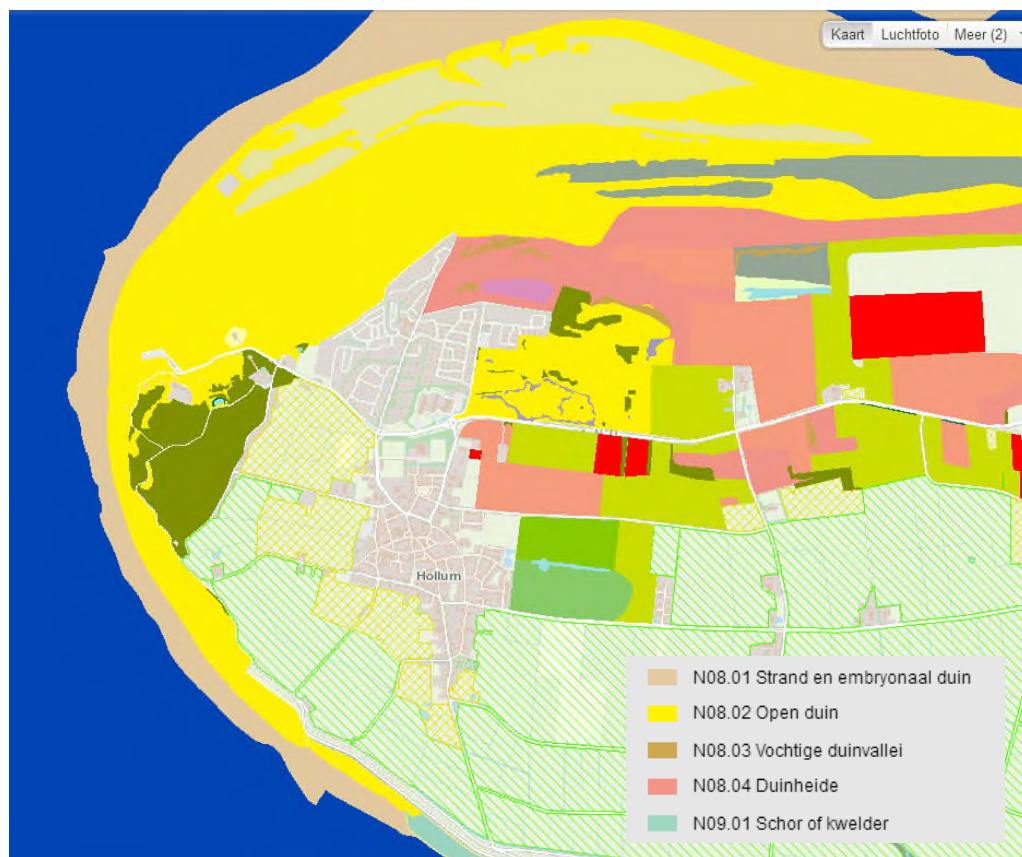 Kaart Luchtfoto Meer (2)
Hollum
N08.01 Strand en embryonaal duin
N08.02 Open duin
N08.03 Vochtige duinvallei
N08.04 Duinheide
N09.01 Schor of kwelder